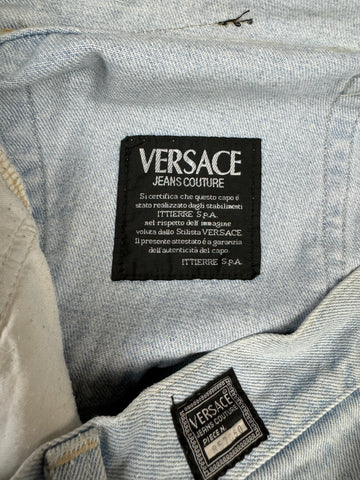 VERSACE
JEANS COUTURE
Si certifica che questo capo é
stato realizzato dagli stabilimenti
ITTIERRE S.p.A.
nel rispetto dell' immagine
voluta dallo Stilista VERSACE.
Il presente attestato é a garanzia
dell'autenticità del capo.
ITTIERRE S.p.A.
VERSACE
JEANS COUTURE
PIECE N.